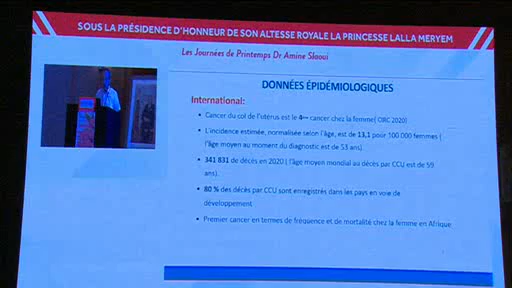 SOUS LA PRÉSIDENCE D'HONNEUR DE SON ALTESSE ROYALE LA PRINCESSE LALLA MERYEM
Les Journées de Printemps Dr Amine Slaoui
DONNÉES ÉPIDÉMIOLOGIQUES
International:
• Cancer du col de l'utérus est le 4ème cancer chez la femme( CIRC 2020)
• L'incidence estimée, normalisée selon l'âge, est de 13,1 pour 100 000 femmes (
l'âge moyen au moment du diagnostic est de 53 ans).
• 341 831 de décès en 2020 ( l'âge moyen mondial au décès par CCU est de 59
ans).
• 80 % des décès par CCU sont enregistrés dans les pays en voie de
développement
• Premier cancer en termes de fréquence et de mortalité chez la femme en Afrique